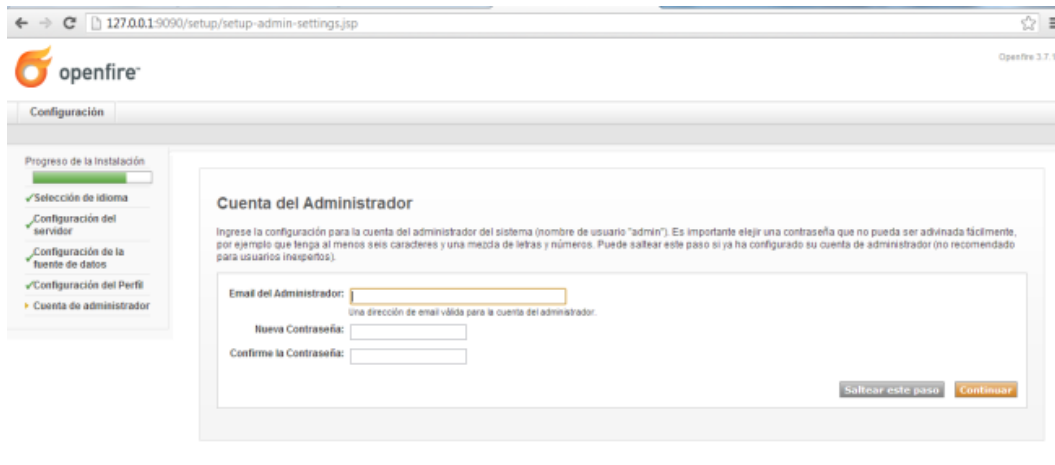 127.0.0.1:9090/setup/setup-admin-settings.jsp
openfire™
Openfire 3.7.1
Configuración
Progreso de la Instalación
✓Selección de idioma
✓Configuración del
servidor
✓Configuración de la
fuente de datos
✓Configuración del Perfil
Cuenta de administrador
Cuenta del Administrador
Ingrese la configuración para la cuenta del administrador del sistema (nombre de usuario "admin"). Es importante elejir una contraseña que no pueda ser adivinada fácilmente,
por ejemplo que tenga al menos seis caracteres y una mezcla de letras y números. Puede saltear este paso si ya ha configurado su cuenta de administrador (no recomendado
para usuarios inexpertos).
Email del Administrador:
Una dirección de email válida para la cuenta del administrador.
Nueva Contraseña:
Confirme la Contraseña:
Saltear este paso Continuar